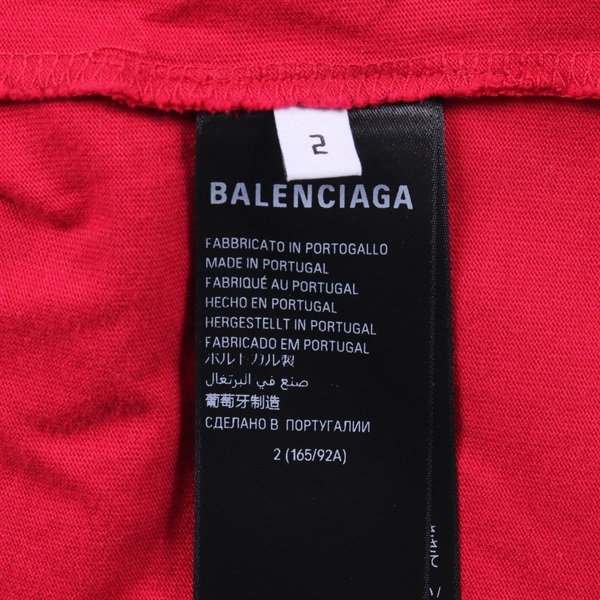 2
BALENCIAGA
FABBRICATO IN PORTOGALLO
MADE IN PORTUGAL
FABRIQUÉ AU PORTUGAL
HECHO EN PORTUGAL
HERGESTELLT IN PORTUGAL
FABRICADO EM PORTUGAL
ポルトガル製
صنع في البرتغال
葡萄牙制造
СДЕЛАНО В ПОРТУГАЛИИ
2 (165/92A)